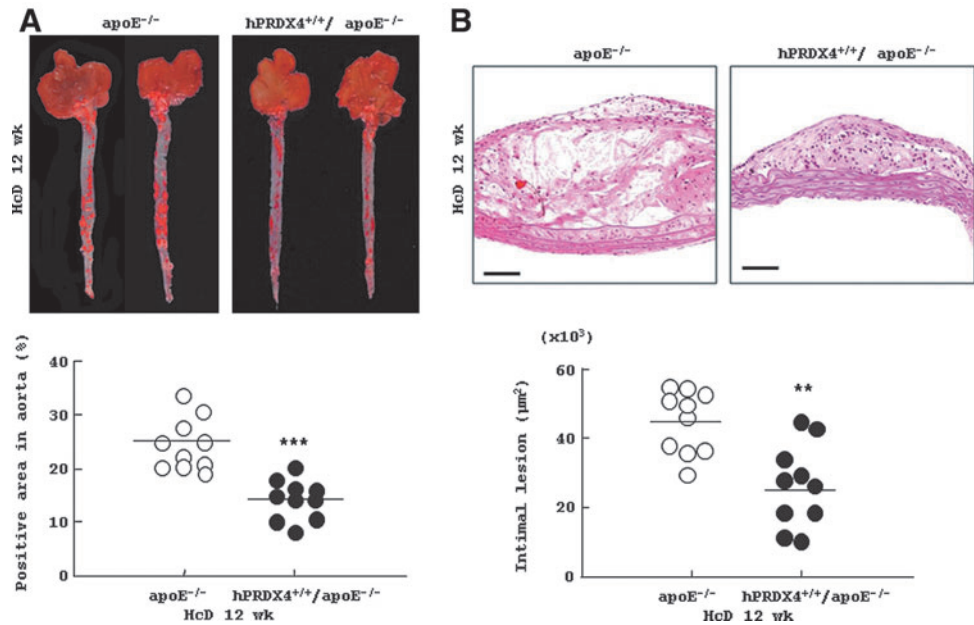 A
apoE⁻/⁻
hPRDX4⁺/⁺/ apoE⁻/⁻
HcD 12 wk
B
apoE⁻/⁻
hPRDX4⁺/⁺/ apoE⁻/⁻
HcD 12 wk
Positive area in aorta (%)
40
30
20
10
0
***
apoE⁻/⁻
hPRDX4⁺/⁺/apoE⁻/⁻
HcD 12 wk
(x10³)
Intimal lesion (µm²)
60
40
20
0
**
apoE⁻/⁻
hPRDX4⁺/⁺/apoE⁻/⁻
HcD 12 wk